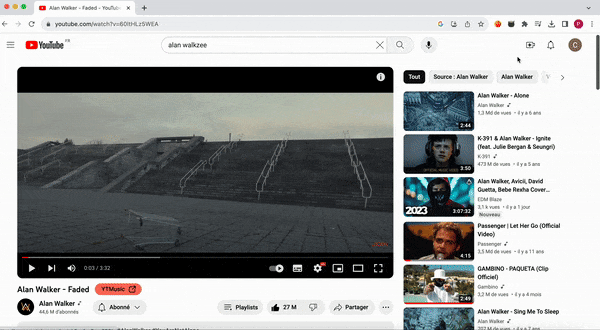 Alan Walker - Faded - YouTube
youtube.com/watch?v=60ItHLz5WEA
YouTube FR
alan walkzee
C
Tout
Source : Alan Walker
Alan Walker
Alan Walker - Alone
Alan Walker
1,3 Md de vues • il y a 6 ans
2:44
K-391 & Alan Walker - Ignite
(feat. Julie Bergan & Seungri)
K-391
473 M de vues • il y a 5 ans
3:50
Alan Walker, Avicii, David
Guetta, Bebe Rexha Cover…
EDM Blaze
3,1 k vues • il y a 1 jour
Nouveau
2023
3:07:32
Passenger | Let Her Go (Official
Video)
Passenger
3,5 Md de vues • il y a 11 ans
4:15
GAMBINO - PAQUETA (Clip
Officiel)
Gambino
3,2 M de vues • il y a 4 mois
2:49
Alan Walker - Sing Me To Sleep
Alan Walker
0:03 / 3:32
Alan Walker - Faded
YTMusic
Alan Walker
44,6 M d'abonnés
Abonné
Playlists
27 M
Partager